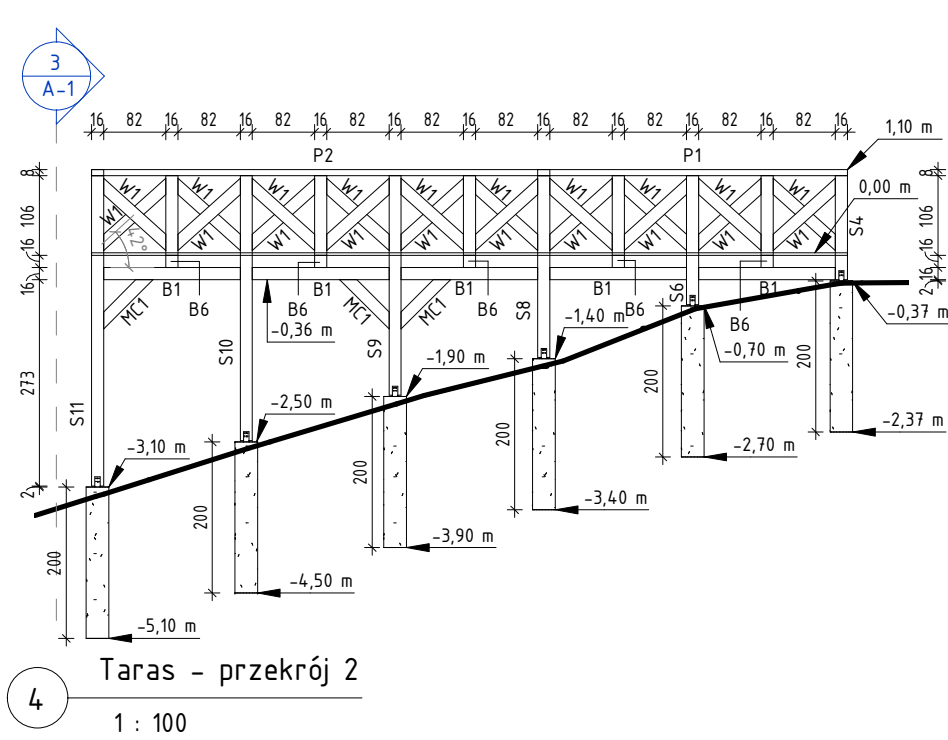 3
A-1
16 82 16 82 16 82 16 82 16 82 16 82 16 82 16 82 16 82 16 82 16
P2 P1
1,10 m
0,00 m
8 106 16 16 273 2
8 106 16 16 2
W1 W1 W1 W1 W1 W1 W1 W1 W1 W1
W1
42°
W1 W1 W1 W1 W1 W1 W1 W1
S4
B1 B1 B1 B1 B1
B6 B6 B6 B6 B6
MC1 MC1 MC1
S11 S10 S9 S8 S6
-0,36 m
-0,37 m
-0,70 m
-1,40 m
-1,90 m
-2,50 m
-3,10 m
200 200 200 200 200 200
-2,37 m
-2,70 m
-3,40 m
-3,90 m
-4,50 m
-5,10 m
4
Taras - przekrój 2
1 : 100